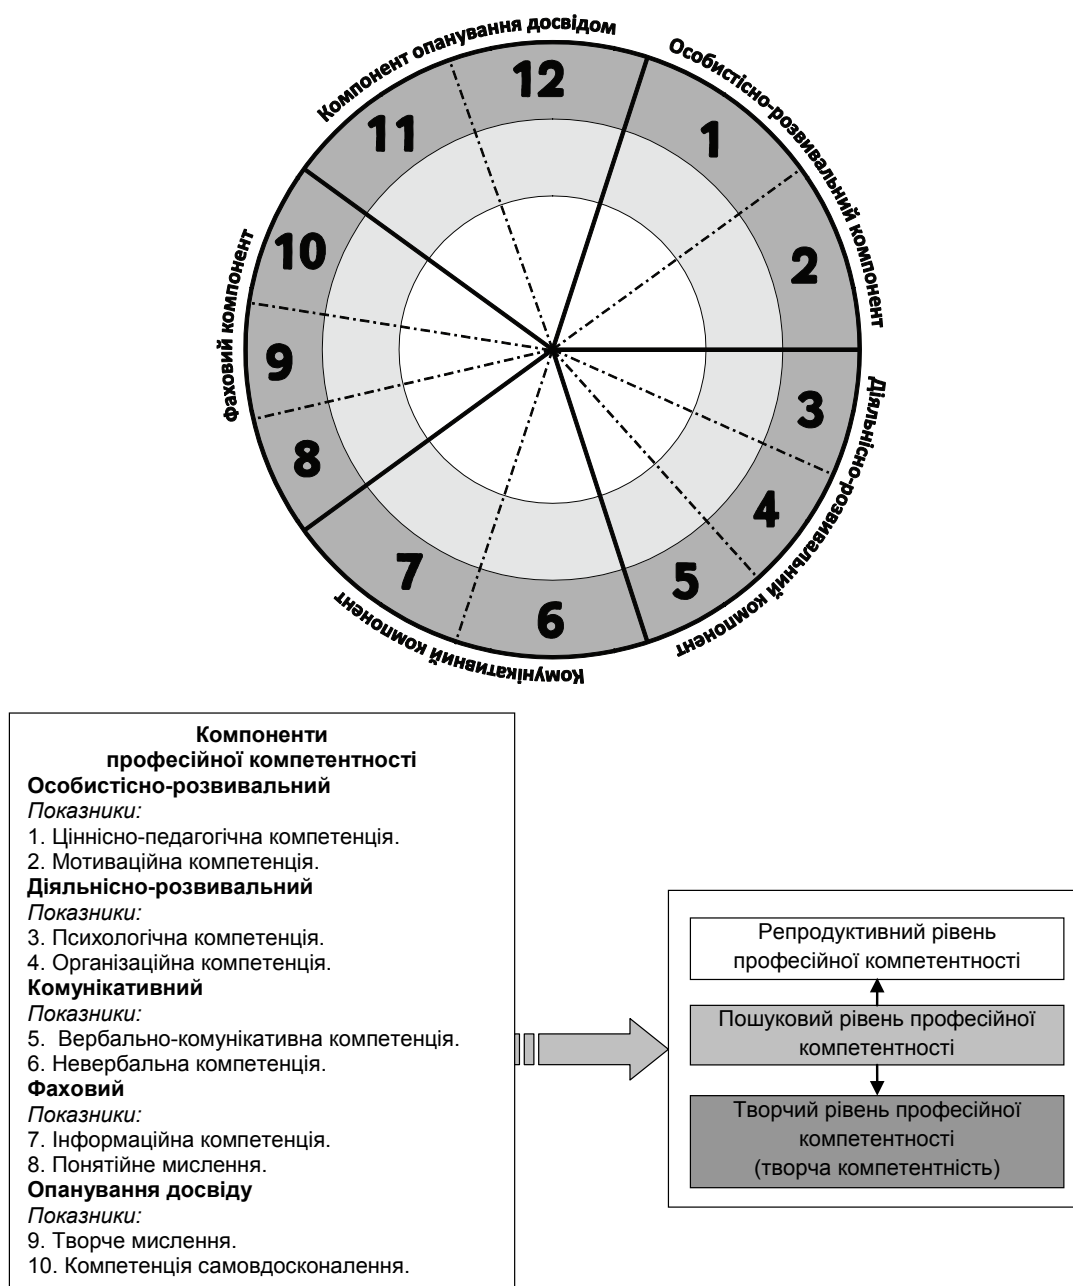 Компонент опанування досвідом
Особистісно-розвивальний компонент
12
1
11
2
10
3
9
4
8
5
7
6
Фаховий компонент
Діяльнісно-розвивальний компонент
Комунікативний компонент
Компоненти
професійної компетентності
Особистісно-розвивальний
Показники:
1. Ціннісно-педагогічна компетенція.
2. Мотиваційна компетенція.
Діяльнісно-розвивальний
Показники:
3. Психологічна компетенція.
4. Організаційна компетенція.
Комунікативний
Показники:
5. Вербально-комунікативна компетенція.
6. Невербальна компетенція.
Фаховий
Показники:
7. Інформаційна компетенція.
8. Понятійне мислення.
Опанування досвіду
Показники:
9. Творче мислення.
10. Компетенція самовдосконалення.
Репродуктивний рівень
професійної компетентності
Пошуковий рівень професійної
компетентності
Творчий рівень професійної
компетентності
(творча компетентність)